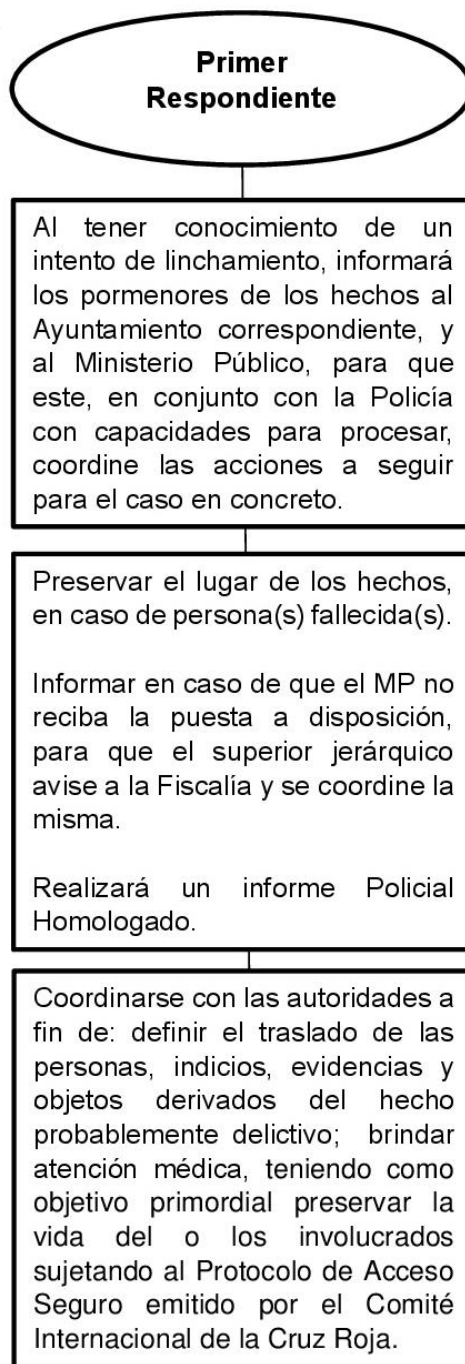 Primer
Respondiente
Al tener conocimiento de un
intento de linchamiento, informará
los pormenores de los hechos al
Ayuntamiento correspondiente, y
al Ministerio Público, para que
este, en conjunto con la Policía
con capacidades para procesar,
coordine las acciones a seguir
para el caso en concreto.
Preservar el lugar de los hechos,
en caso de persona(s) fallecida(s).
Informar en caso de que el MP no
reciba la puesta a disposición,
para que el superior jerárquico
avise a la Fiscalía y se coordine la
misma.
Realizará un informe Policial
Homologado.
Coordinarse con las autoridades a
fin de: definir el traslado de las
personas, indicios, evidencias y
objetos derivados del hecho
probablemente delictivo; brindar
atención médica, teniendo como
objetivo primordial preservar la
vida del o los involucrados
sujetando al Protocolo de Acceso
Seguro emitido por el Comité
Internacional de la Cruz Roja.